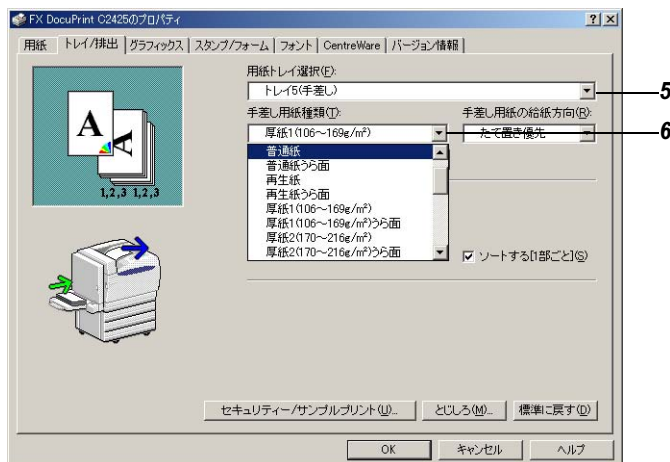 FX DocuPrint C2425のプロパティ
用紙 トレイ/排出 グラフィックス スタンプ/フォーム フォント CentreWare バージョン情報
用紙トレイ選択(F):
トレイ5(手差し) 5
手差し用紙種類(T): 手差し用紙の給紙方向(R):
厚紙1(106～169g/m²) たて置き優先 6
普通紙
普通紙うら面
再生紙
再生紙うら面
厚紙1(106～169g/m²)
厚紙1(106～169g/m²)うら面
厚紙2(170～216g/m²)
厚紙2(170～216g/m²)うら面
ソートする[1部ごと](S)
A A
1,2,3 1,2,3
セキュリティー/サンプルプリント(U)... とじしろ(M)... 標準に戻す(D)
OK キャンセル ヘルプ